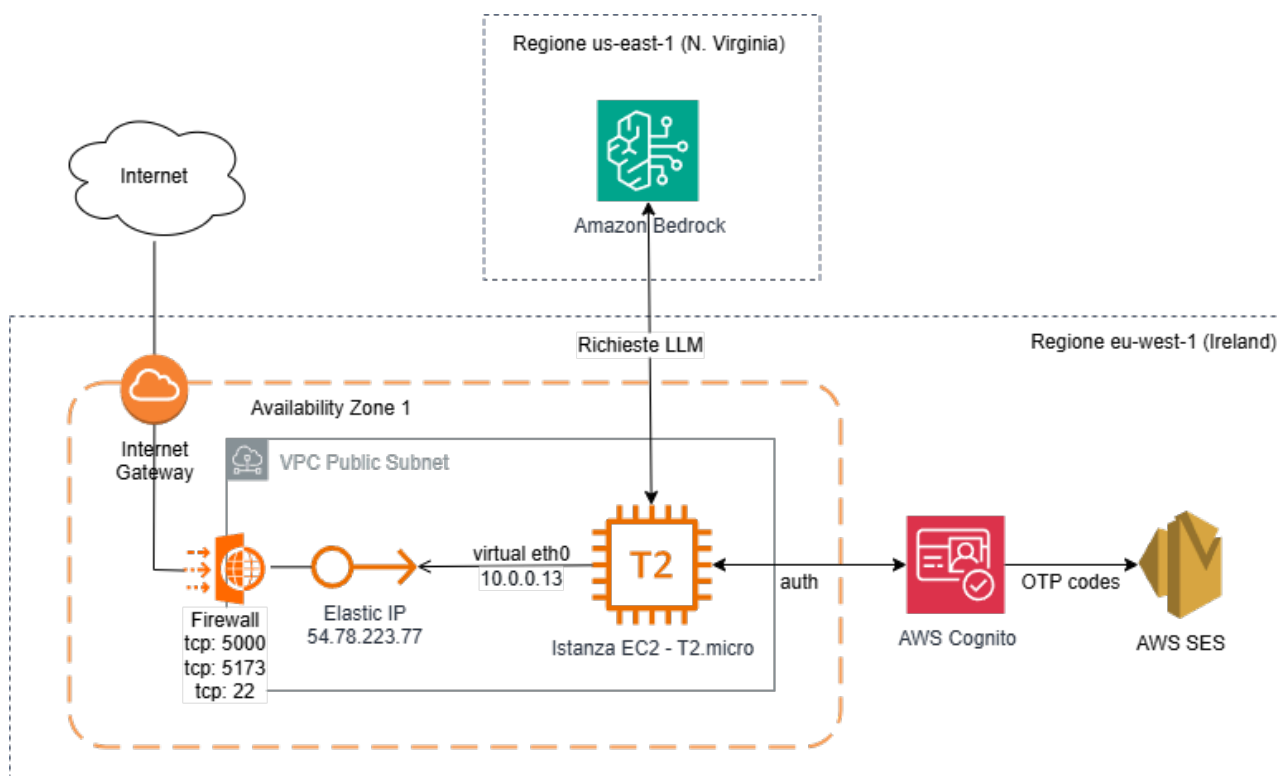 Regione us-east-1 (N. Virginia)
Internet
Amazon Bedrock
Richieste LLM
Regione eu-west-1 (Ireland)
Availability Zone 1
Internet
Gateway
VPC Public Subnet
T2
virtual eth0
10.0.0.13
auth
OTP codes
Firewall
tcp: 5000
tcp: 5173
tcp: 22
Elastic IP
54.78.223.77
Istanza EC2 - T2.micro
AWS Cognito
AWS SES